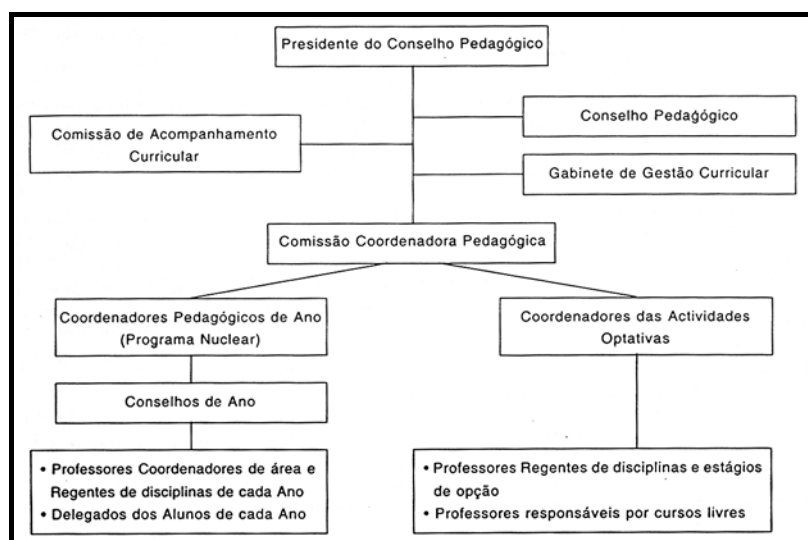 Presidente do Conselho Pedagógico
Conselho Pedagógico
Comissão de Acompanhamento
Curricular
Gabinete de Gestão Curricular
Comissão Coordenadora Pedagógica
Coordenadores Pedagógicos de Ano
(Programa Nuclear)
Coordenadores das Actividades
Optativas
Conselhos de Ano
• Professores Coordenadores de área e
Regentes de disciplinas de cada Ano
• Delegados dos Alunos de cada Ano
• Professores Regentes de disciplinas e estágios
de opção
• Professores responsáveis por cursos livres